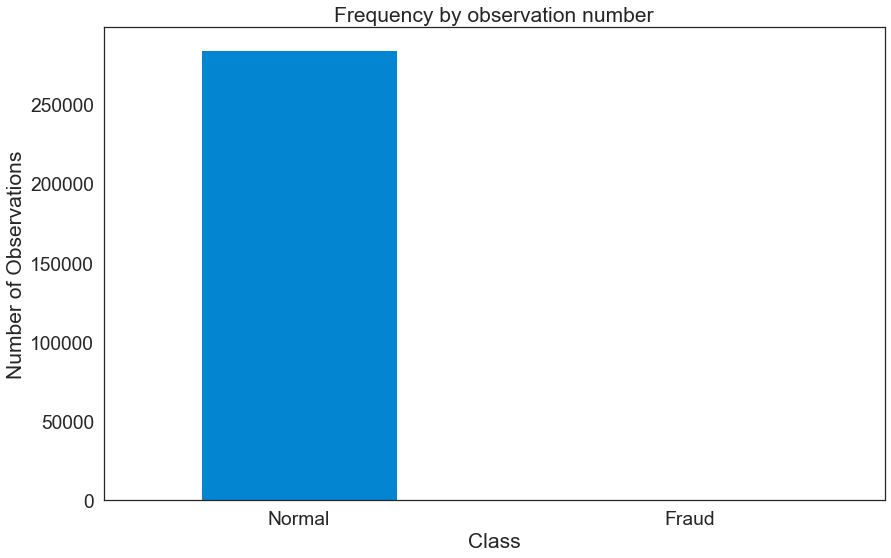 Frequency by observation number
Number of Observations
250000
200000
150000
100000
50000
0
Normal
Fraud
Class